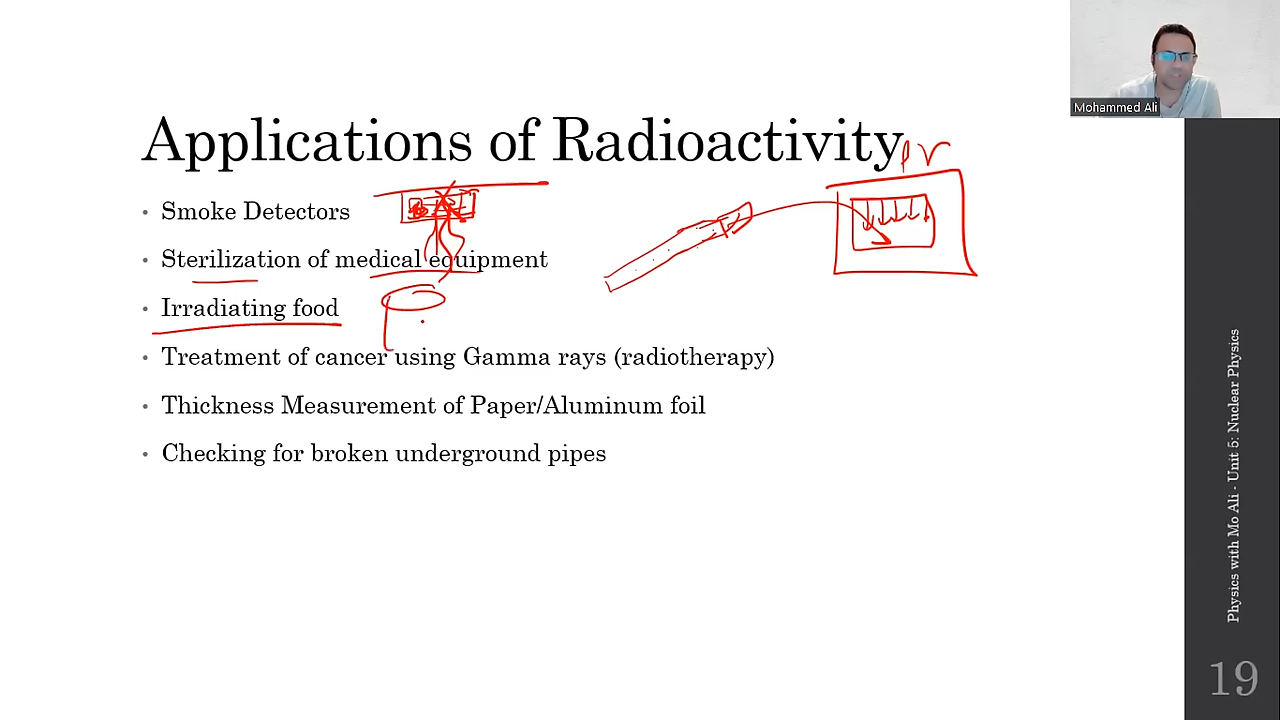 Mohammed Ali
Applications of Radioactivity
• Smoke Detectors
• Sterilization of medical equipment
• Irradiating food
• Treatment of cancer using Gamma rays (radiotherapy)
• Thickness Measurement of Paper/Aluminum foil
• Checking for broken underground pipes
Physics with Mo Ali - Unit 5: Nuclear Physics
19